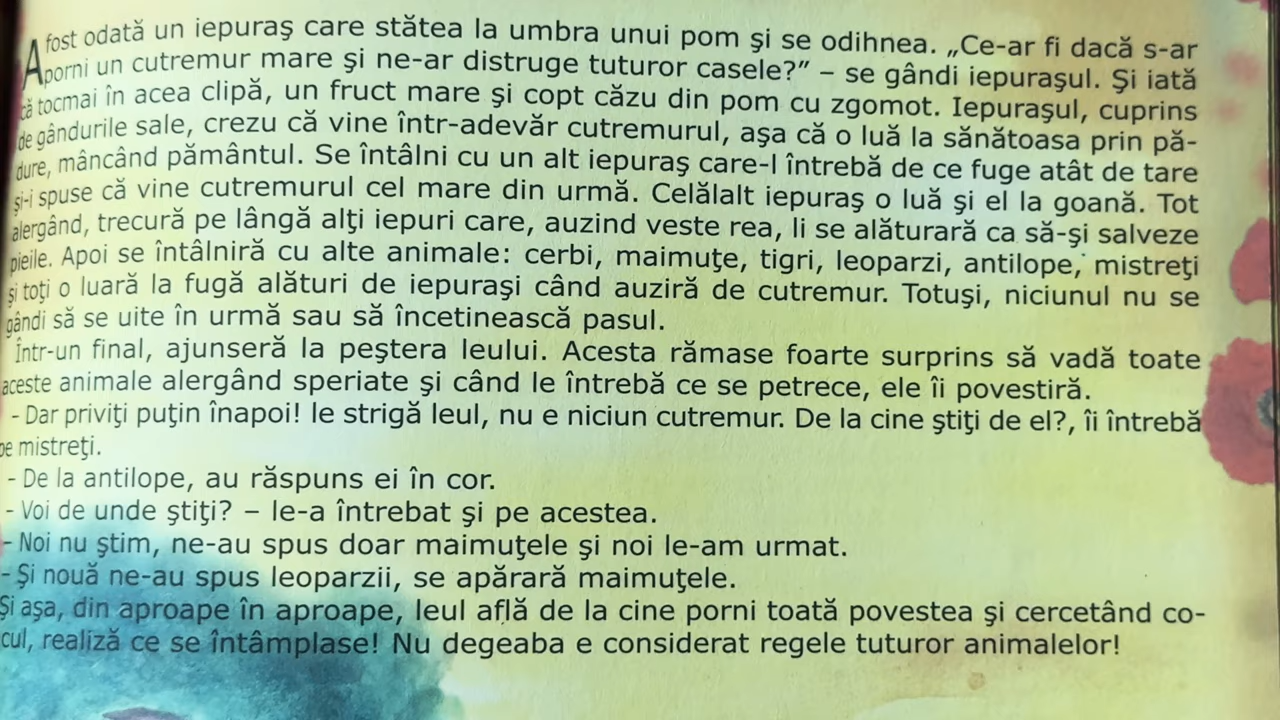 A fost odată un iepuraş care stătea la umbra unui pom şi se odihnea. „Ce-ar fi dacă s-ar
porni un cutremur mare şi ne-ar distruge tuturor casele?” – se gândi iepuraşul. Şi iată
că tocmai în acea clipă, un fruct mare şi copt căzu din pom cu zgomot. Iepuraşul, cuprins
de gândurile sale, crezu că vine într-adevăr cutremurul, aşa că o luă la sănătoasa prin pă-
dure, mâncând pământul. Se întâlni cu un alt iepuraş care-l întrebă de ce fuge atât de tare
şi-i spuse că vine cutremurul cel mare din urmă. Celălalt iepuraş o luă şi el la goană. Tot
alergând, trecură pe lângă alţi iepuri care, auzind veste rea, li se alăturară ca să-şi salveze
pieile. Apoi se întâlniră cu alte animale: cerbi, maimuţe, tigri, leoparzi, antilope, mistreţi
şi toţi o luară la fugă alături de iepuraşi când auziră de cutremur. Totuşi, niciunul nu se
gândi să se uite în urmă sau să încetinească pasul.
Într-un final, ajunseră la peştera leului. Acesta rămase foarte surprins să vadă toate
aceste animale alergând speriate şi când le întrebă ce se petrece, ele îi povestiră.
- Dar priviţi puţin înapoi! le strigă leul, nu e niciun cutremur. De la cine ştiţi de el?, îi întrebă
pe mistreţi.
- De la antilope, au răspuns ei în cor.
- Voi de unde ştiţi? – le-a întrebat şi pe acestea.
- Noi nu ştim, ne-au spus doar maimuţele şi noi le-am urmat.
- Şi nouă ne-au spus leoparzii, se apărară maimuţele.
Şi aşa, din aproape în aproape, leul află de la cine porni toată povestea şi cercetând co-
cul, realiză ce se întâmplase! Nu degeaba e considerat regele tuturor animalelor!